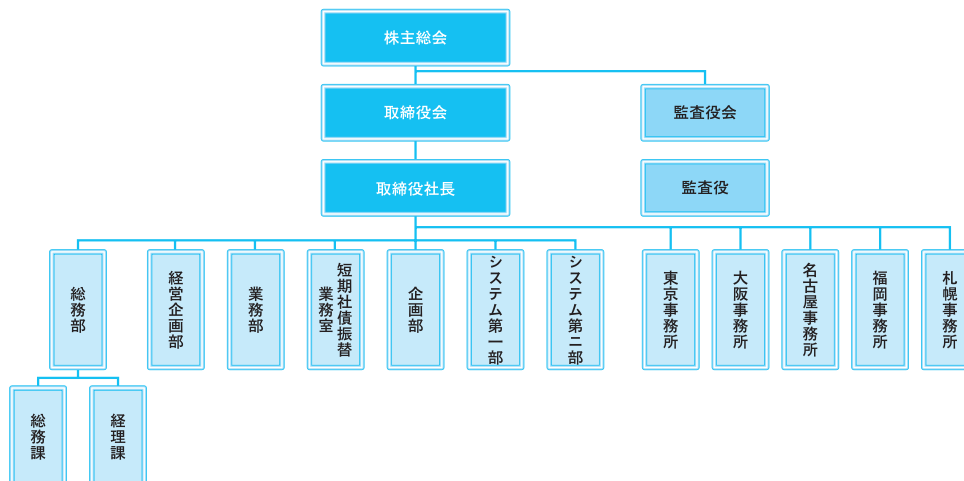 株主総会
取締役会
監査役会
取締役社長
監査役
総務部
経営企画部
業務部
短期社債振替
業務室
企画部
システム第一部
システム第二部
東京事務所
大阪事務所
名古屋事務所
福岡事務所
札幌事務所
総務課
経理課